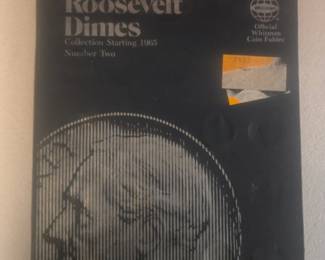 Roosevelt
Dimes
Collection Starting 1965
Number Two
Official
Whitman
Coin Folder